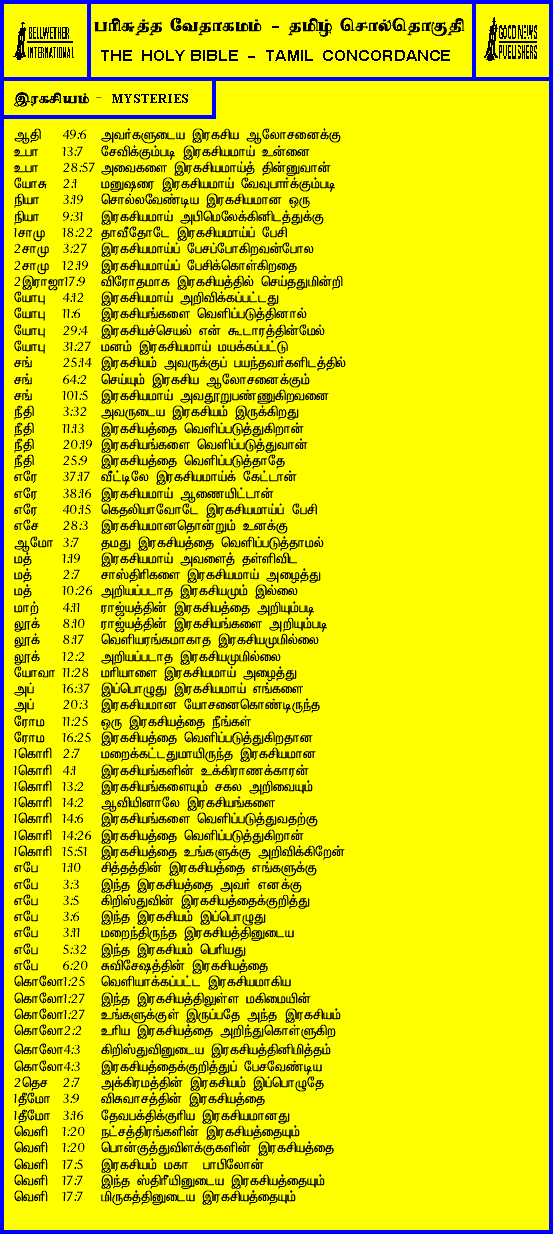 BELLWETHER
INTERNATIONAL
பரிசுத்த வேதாகமம் - தமிழ் சொல்தொகுதி
THE HOLY BIBLE - TAMIL CONCORDANCE
GOOD NEWS
PUBLISHERS
இரகசியம் - MYSTERIES
ஆதி 49:6 அவர்களுடைய இரகசிய ஆலோசனைக்கு
உபா 13:7 சேவிக்கும்படி இரகசியமாய் உன்னை
உபா 28:57 அவைகளை இரகசியமாய்த் தின்னுவான்
யோசு 2:1 மனுஷரை இரகசியமாய் வேவுபார்க்கும்படி
நியா 3:19 சொல்லவேண்டிய இரகசியமான ஒரு
நியா 9:31 இரகசியமாய் அபிமெலேக்கினிடத்துக்கு
1சாமு 18:22 தாவீதோடே இரகசியமாய்ப் பேசி
2சாமு 3:27 இரகசியமாய்ப் பேசப்போகிறவன்போல
2சாமு 12:19 இரகசியமாய்ப் பேசிக்கொள்கிறதை
2இராஜா17:9 விரோதமாக இரகசியத்தில் செய்ததுமின்றி
யோபு 4:12 இரகசியமாய் அறிவிக்கப்பட்டது
யோபு 11:6 இரகசியங்களை வெளிப்படுத்தினால்
யோபு 29:4 இரகசியச்செயல் என் கூடாரத்தின்மேல்
யோபு 31:27 மனம் இரகசியமாய் மயக்கப்பட்டு
சங் 25:14 இரகசியம் அவருக்குப் பயந்தவர்களிடத்தில்
சங் 64:2 செய்யும் இரகசிய ஆலோசனைக்கும்
சங் 101:5 இரகசியமாய் அவதூறுபண்ணுகிறவனை
நீதி 3:32 அவருடைய இரகசியம் இருக்கிறது
நீதி 11:13 இரகசியத்தை வெளிப்படுத்துகிறான்
நீதி 20:19 இரகசியங்களை வெளிப்படுத்துவான்
நீதி 25:9 இரகசியத்தை வெளிப்படுத்தாதே
எரே 37:17 வீட்டிலே இரகசியமாய்க் கேட்டான்
எரே 38:16 இரகசியமாய் ஆணையிட்டான்
எரே 40:15 கெதலியாவோடே இரகசியமாய்ப் பேசி
எசே 28:3 இரகசியமானதொன்றும் உனக்கு
ஆமோ 3:7 தமது இரகசியத்தை வெளிப்படுத்தாமல்
மத் 1:19 இரகசியமாய் அவளைத் தள்ளிவிட
மத் 2:7 சாஸ்திரிகளை இரகசியமாய் அழைத்து
மத் 10:26 அறியப்படாத இரகசியமும் இல்லை
மாற் 4:11 ராஜ்யத்தின் இரகசியத்தை அறியும்படி
லூக் 8:10 ராஜ்யத்தின் இரகசியங்களை அறியும்படி
லூக் 8:17 வெளியரங்கமாகாத இரகசியமுமில்லை
லூக் 12:2 அறியப்படாத இரகசியமுமில்லை
யோவா 11:28 மரியாளை இரகசியமாய் அழைத்து
அப் 16:37 இப்பொழுது இரகசியமாய் எங்களை
அப் 20:3 இரகசியமான யோசனைகொண்டிருந்த
ரோம 11:25 ஒரு இரகசியத்தை நீங்கள்
ரோம 16:25 இரகசியத்தை வெளிப்படுத்துகிறதான
1கொரி 2:7 மறைக்கட்டதுமாயிருந்த இரகசியமான
1கொரி 4:1 இரகசியங்களின் உக்கிராணக்காரன்
1கொரி 13:2 இரகசியங்களையும் சகல அறிவையும்
1கொரி 14:2 ஆவியினாலே இரகசியங்களை
1கொரி 14:6 இரகசியங்களை வெளிப்படுத்துவதற்கு
1கொரி 14:26 இரகசியத்தை வெளிப்படுத்துகிறான்
1கொரி 15:51 இரகசியத்தை உங்களுக்கு அறிவிக்கிறேன்
எபே 1:10 சித்தத்தின் இரகசியத்தை எங்களுக்கு
எபே 3:3 இந்த இரகசியத்தை அவர் எனக்கு
எபே 3:5 கிறிஸ்துவின் இரகசியத்தைக்குறித்து
எபே 3:6 இந்த இரகசியம் இப்பொழுது
எபே 3:11 மறைந்திருந்த இரகசியத்தினுடைய
எபே 5:32 இந்த இரகசியம் பெரியது
எபே 6:20 சுவிசேஷத்தின் இரகசியத்தை
கொலோ1:25 வெளியாக்கப்பட்ட இரகசியமாகிய
கொலோ1:27 இந்த இரகசியத்திலுள்ள மகிமையின்
கொலோ1:27 உங்களுக்குள் இருப்பதே அந்த இரகசியம்
கொலோ2:2 உரிய இரகசியத்தை அறிந்துகொள்ளுகிற
கொலோ4:3 கிறிஸ்துவினுடைய இரகசியத்தினிமித்தம்
கொலோ4:3 இரகசியத்தைக்குறித்துப் பேசவேண்டிய
2தெச 2:7 அக்கிரமத்தின் இரகசியம் இப்பொழுதே
1தீமோ 3:9 விசுவாசத்தின் இரகசியத்தை
1தீமோ 3:16 தேவபக்திக்குரிய இரகசியமானது
வெளி 1:20 நட்சத்திரங்களின் இரகசியத்தையும்
வெளி 1:20 பொன்குத்துவிளக்குகளின் இரகசியத்தை
வெளி 17:5 இரகசியம் மகா பாபிலோன்
வெளி 17:7 இந்த ஸ்திரீயினுடைய இரகசியத்தையும்
வெளி 17:7 மிருகத்தினுடைய இரகசியத்தையும்